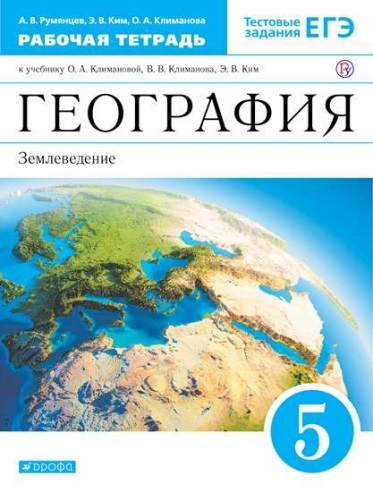 А. В. Румянцев, Э. В. Ким, О. А. Климанова
РАБОЧАЯ ТЕТРАДЬ
Тестовые
задания ЕГЭ
к учебнику О. А. Климановой, В. В. Климанова, Э. В. Ким
ГЕОГРАФИЯ
Землеведение
5
дрофа